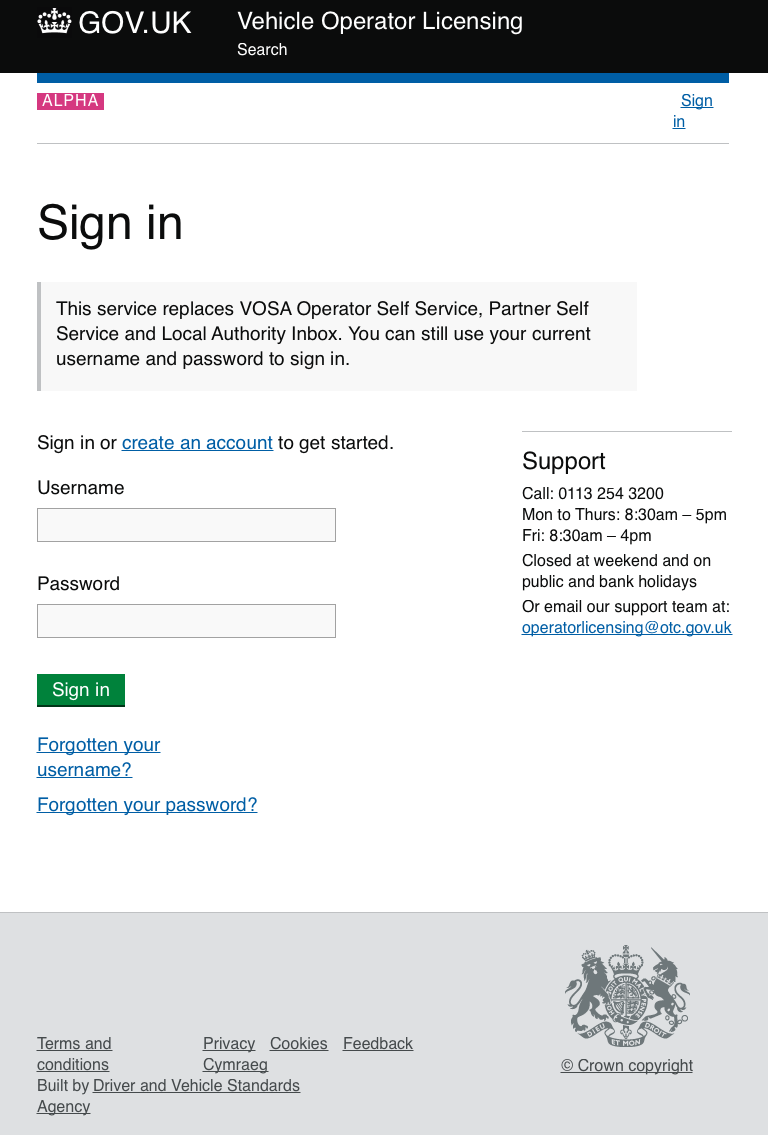 GOV.UK
Vehicle Operator Licensing
Search
ALPHA
Sign
in
Sign in
This service replaces VOSA Operator Self Service, Partner Self
Service and Local Authority Inbox. You can still use your current
username and password to sign in.
Sign in or create an account to get started.
Username
Password
Sign in
Forgotten your
username?
Forgotten your password?
Support
Call: 0113 254 3200
Mon to Thurs: 8:30am – 5pm
Fri: 8:30am – 4pm
Closed at weekend and on
public and bank holidays
Or email our support team at:
operatorlicensing@otc.gov.uk
Terms and
conditions
Privacy Cookies Feedback
Cymraeg
Built by Driver and Vehicle Standards
Agency
DIEU ET MON DROIT
© Crown copyright